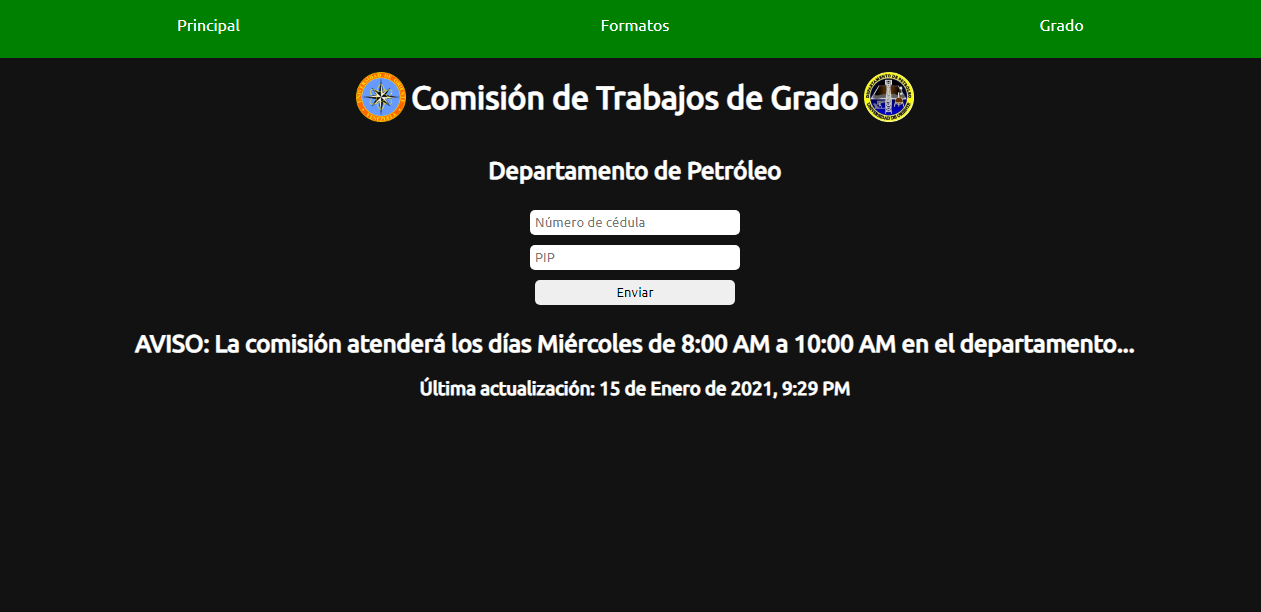 Principal Formatos Grado
Comisión de Trabajos de Grado
Departamento de Petróleo
Número de cédula
PIP
Enviar
AVISO: La comisión atenderá los días Miércoles de 8:00 AM a 10:00 AM en el departamento...
Última actualización: 15 de Enero de 2021, 9:29 PM